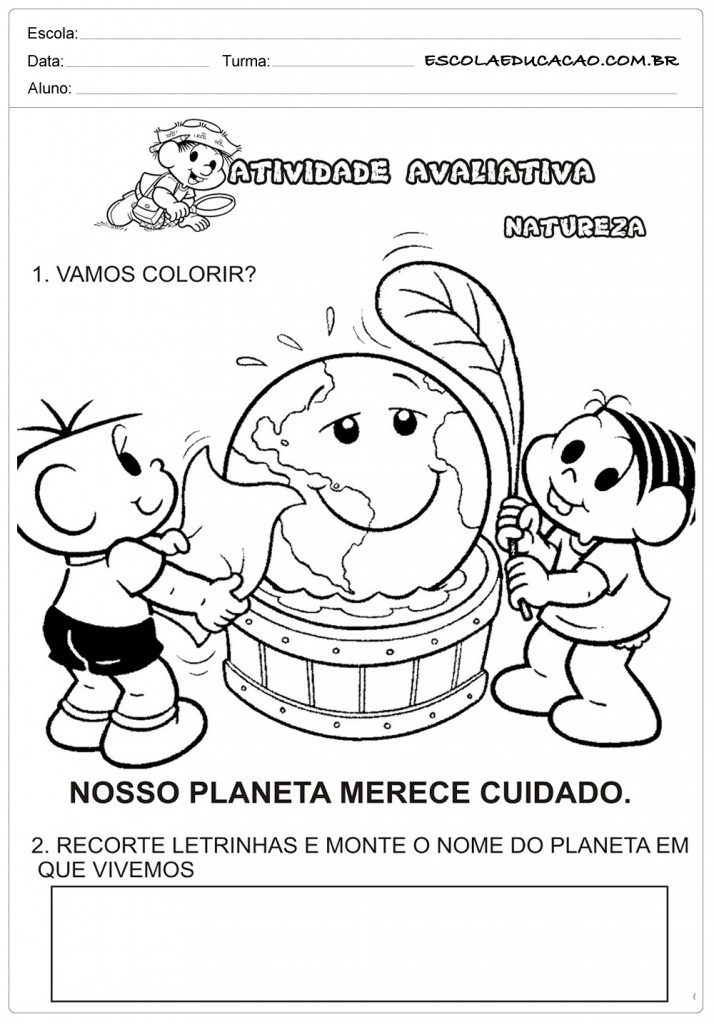 Escola:
Data: Turma: ESCOLAEDUCACAO.COM.BR
Aluno:
ATIVIDADE AVALIATIVA
NATUREZA
1. VAMOS COLORIR?
NOSSO PLANETA MERECE CUIDADO.
2. RECORTE LETRINHAS E MONTE O NOME DO PLANETA EM
QUE VIVEMOS